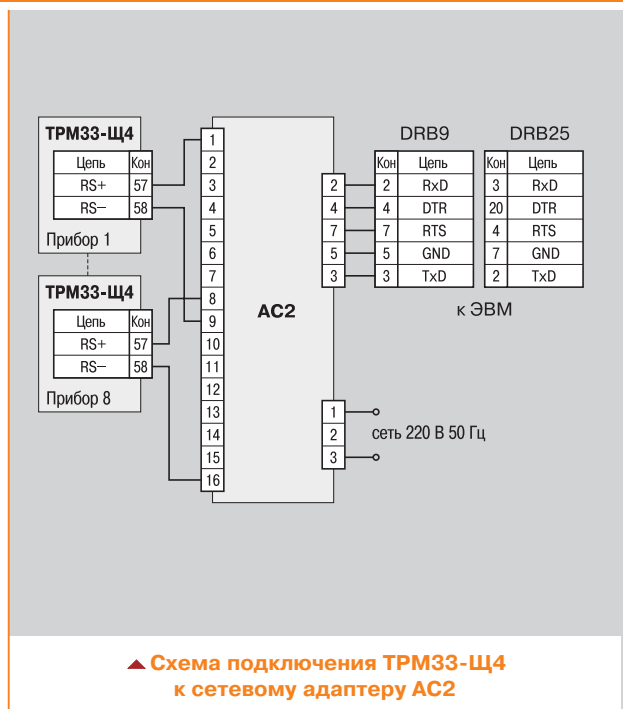 ТРМ33-Щ4
Цепь Кон
RS+ 57
RS− 58
Прибор 1
ТРМ33-Щ4
Цепь Кон
RS+ 57
RS− 58
Прибор 8
1
2
3
4
5
6
7
8
9
10
11
12
13
14
15
16
АС2
2
4
7
5
3
1
2
3
сеть 220 В 50 Гц
DRB9
Кон Цепь
2 RxD
4 DTR
7 RTS
5 GND
3 TxD
DRB25
Кон Цепь
3 RxD
20 DTR
4 RTS
7 GND
2 TxD
к ЭВМ
Схема подключения ТРМ33-Щ4
к сетевому адаптеру АС2